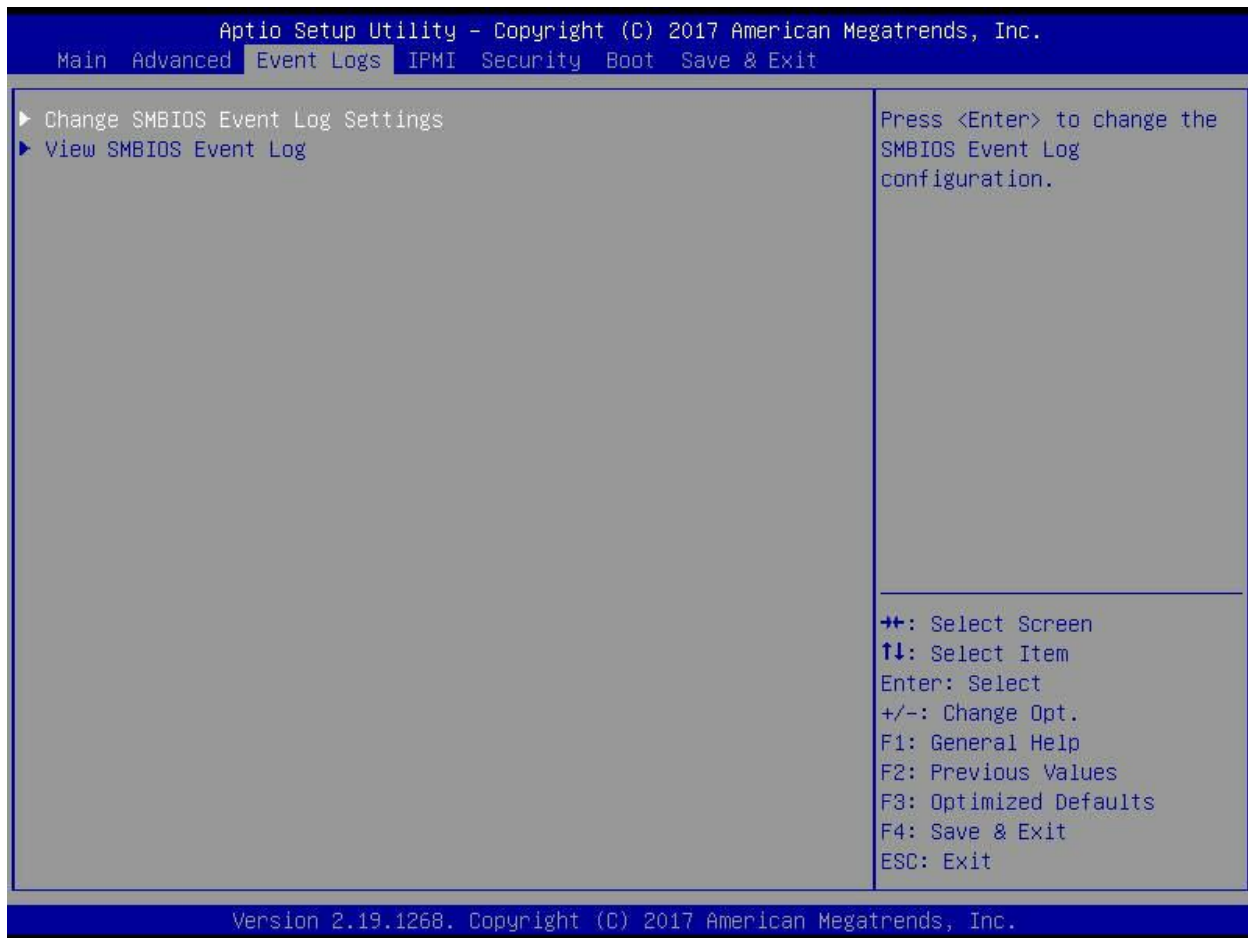 Aptio Setup Utility – Copyright (C) 2017 American Megatrends, Inc.
Main Advanced Event Logs IPMI Security Boot Save & Exit
▶ Change SMBIOS Event Log Settings
▶ View SMBIOS Event Log
Press <Enter> to change the
SMBIOS Event Log
configuration.
→←: Select Screen
↑↓: Select Item
Enter: Select
+/-: Change Opt.
F1: General Help
F2: Previous Values
F3: Optimized Defaults
F4: Save & Exit
ESC: Exit
Version 2.19.1268. Copyright (C) 2017 American Megatrends, Inc.